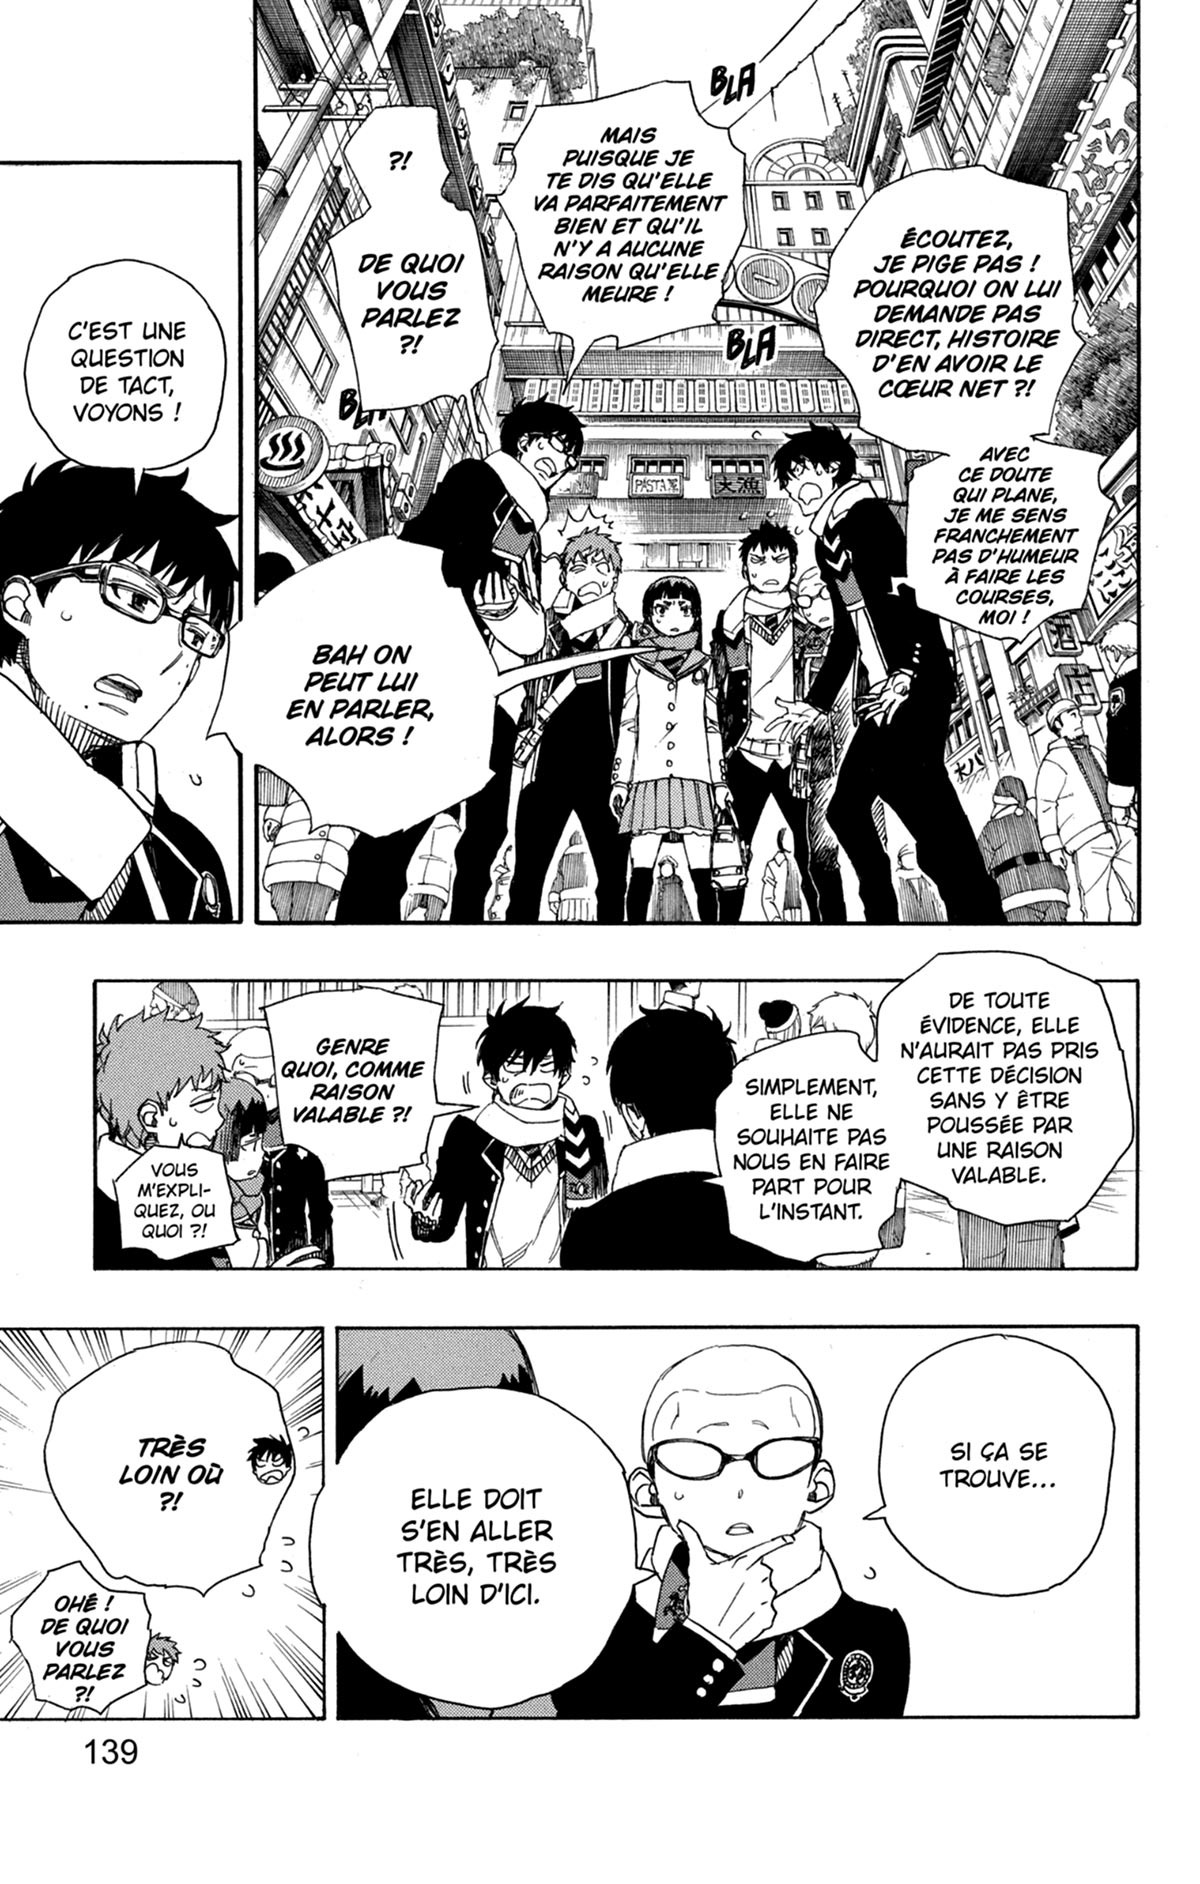 BLA
ÉCOUTEZ,
JE PIGE PAS !
POURQUOI ON LUI
DEMANDE PAS
DIRECT, HISTOIRE
D'EN AVOIR LE
CŒUR NET ?!
AVEC
CE DOUTE
QUI PLANE,
JE ME SENS
FRANCHEMENT
PAS D'HUMEUR
À FAIRE LES
COURSES,
MOI !
MAIS
PUISQUE JE
TE DIS QU'ELLE
VA PARFAITEMENT
BIEN ET QU'IL
N'Y A AUCUNE
RAISON QU'ELLE
MEURE !
BLA
?!
DE QUOI
VOUS
PARLEZ
?!
BLA
大漁
酒店
BAH ON
PEUT LUI
EN PARLER,
ALORS !
C'EST UNE
QUESTION
DE TACT,
VOYONS !
DE TOUTE
ÉVIDENCE, ELLE
N'AURAIT PAS PRIS
CETTE DÉCISION
SANS Y ÊTRE
POUSSÉE PAR
UNE RAISON
VALABLE.
SIMPLEMENT,
ELLE NE
SOUHAITE PAS
NOUS EN FAIRE
PART POUR
L'INSTANT.
GENRE
QUOI, COMME
RAISON
VALABLE ?!
VOUS
M'EXPLI-
QUEZ, OU
QUOI ?!
SI ÇA SE
TROUVE...
ELLE DOIT
S'EN ALLER
TRÈS, TRÈS
LOIN D'ICI.
TRÈS
LOIN OÙ
?!
OHÉ !
DE QUOI
VOUS
PARLEZ
?!
139